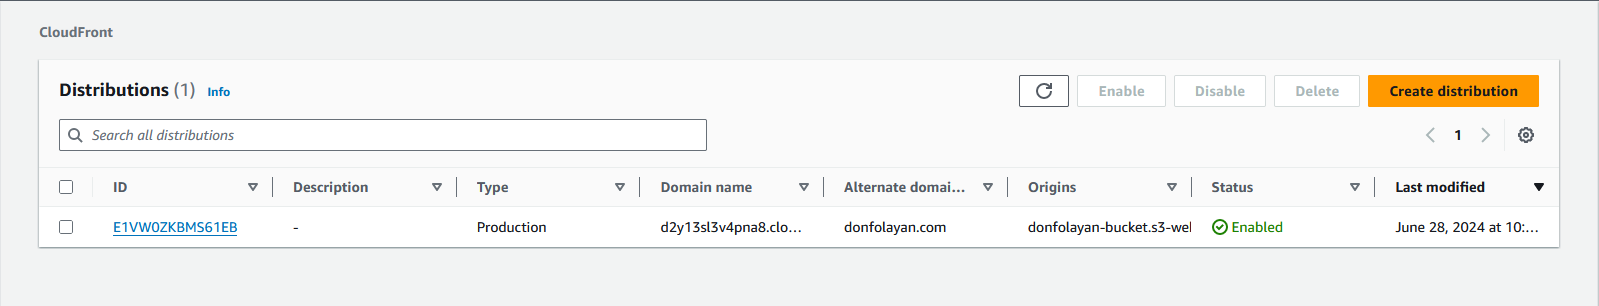 CloudFront
Distributions (1) Info
Enable Disable Delete Create distribution
Search all distributions
1
ID Description Type Domain name Alternate domai... Origins Status Last modified
E1VW0ZKBMS61EB - Production d2y13sl3v4pna8.clo... donfolayan.com donfolayan-bucket.s3-wel Enabled June 28, 2024 at 10:...